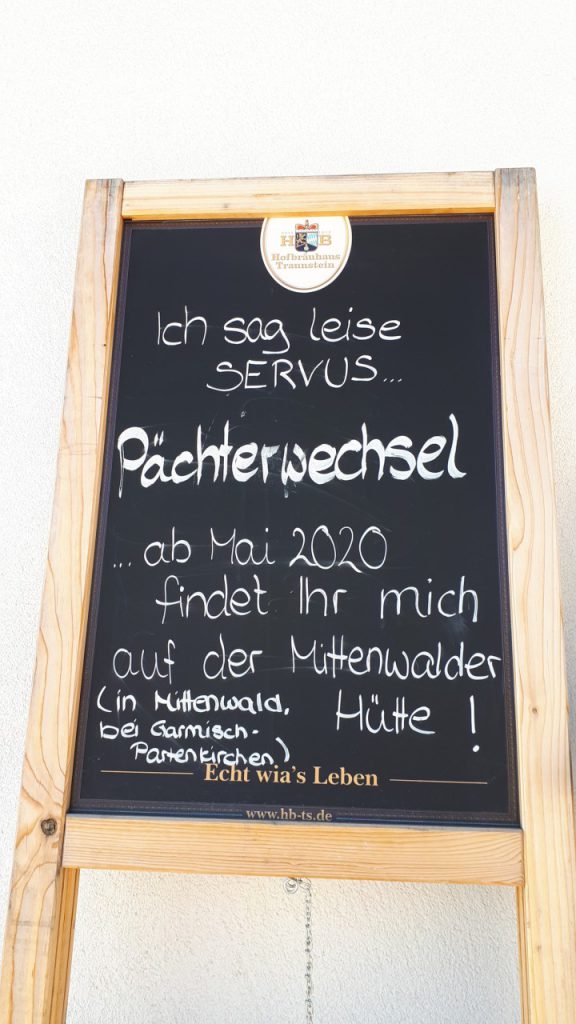 H B
Hofbräuhaus
Traunstein
Ich sag leise
SERVUS...
Pächterwechsel
... ab Mai 2020
findet Ihr mich
auf der Mittenwalder
Hütte !
(in Mittenwald,
bei Garmisch-
Partenkirchen)
Echt wia's Leben
www.hb-ts.de